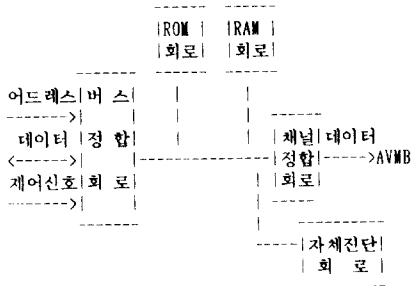 ROM RAM
회로 회로
어드레스 버 스
데이터 정 합 채널 데이터
정합 AVMB
제어신호 회 로 회로
자체진단
회 로